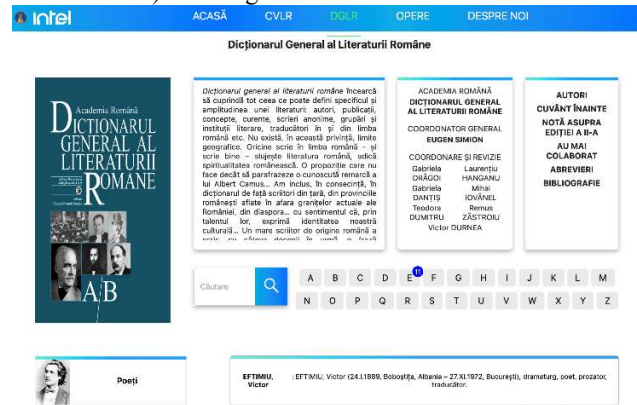 intel
ACASĂ CVLR DGLR OPERE DESPRE NOI
Dicționarul General al Literaturii Române
Academia Română
DICȚIONARUL
GENERAL AL
LITERATURII
ROMÂNE
A/B
Dicționarul general al literaturii române încearcă
să cuprindă tot ceea ce poate defini specificul și
amplitudinea unei literaturi: autori, publicații,
concepte, curente, scrieri anonime, grupări și
instituții literare, traducători în și din limba
română etc. Nu există, în această privință, limite
geografice. Oricine scrie în limba română – și
scrie bine – slujește literatura română, adică
spiritualitatea românească. O propoziție care nu
face decât să parafrazeze o cunoscută remarcă a
lui Albert Camus... Am inclus, în consecință, în
dicționarul de față scriitori din țară, din provinciile
românești aflate în afara granițelor actuale ale
României, din diaspora... cu sentimentul că, prin
talentul lor, exprimă identitatea noastră
culturală... Un mare scriitor de origine română a
scris, cu câteva decenii în urmă, o frază
ACADEMIA ROMÂNĂ
DICȚIONARUL GENERAL
AL LITERATURII ROMÂNE
COORDONATOR GENERAL
EUGEN SIMION
COORDONARE ȘI REVIZIE
Gabriela Laurențiu
DRĂGOI HANGANU
Gabriela Mihai
DANȚIȘ IOVĂNEL
Teodora Remus
DUMITRU ZĂSTROIU
Victor DURNEA
AUTORI
CUVÂNT ÎNAINTE
NOTĂ ASUPRA
EDIȚIEI A II-A
AU MAI
COLABORAT
ABREVIERI
BIBLIOGRAFIE
Căutare
A B C D E 11 F G H I J K L M
N O P Q R S T U V W X Y Z
Poeți
EFTIMIU, : EFTIMIU, Victor (24.I.1889, Boboștița, Albania – 27.XI.1972, București), dramaturg, poet, prozator,
Victor traducător.